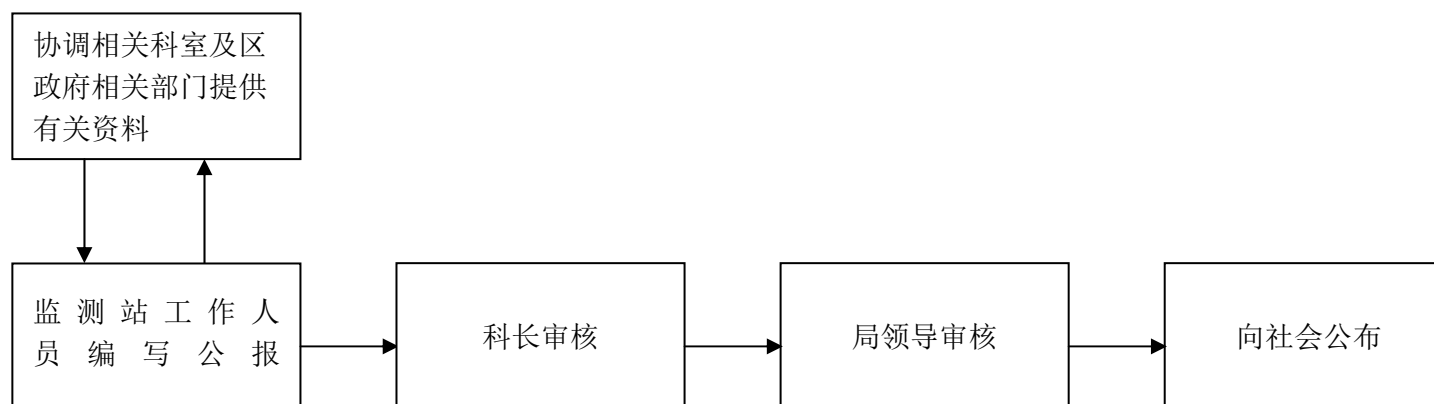 协调相关科室及区
政府相关部门提供
有关资料
监测站工作人
员编写公报
科长审核
局领导审核
向社会公布